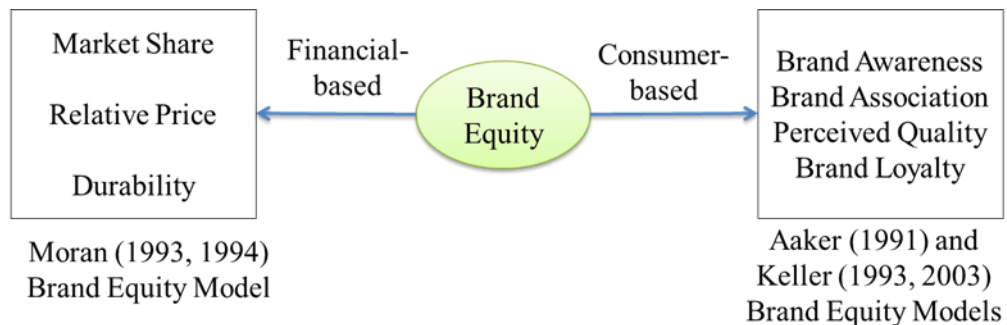 Market Share
Relative Price
Durability
Moran (1993, 1994)
Brand Equity Model
Financial-
based
Brand
Equity
Consumer-
based
Brand Awareness
Brand Association
Perceived Quality
Brand Loyalty
Aaker (1991) and
Keller (1993, 2003)
Brand Equity Models